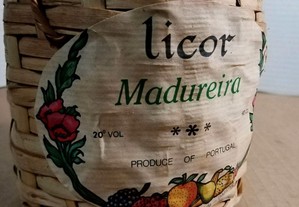 licor
Madureira
20° VOL ***
PRODUCE OF PORTUGAL